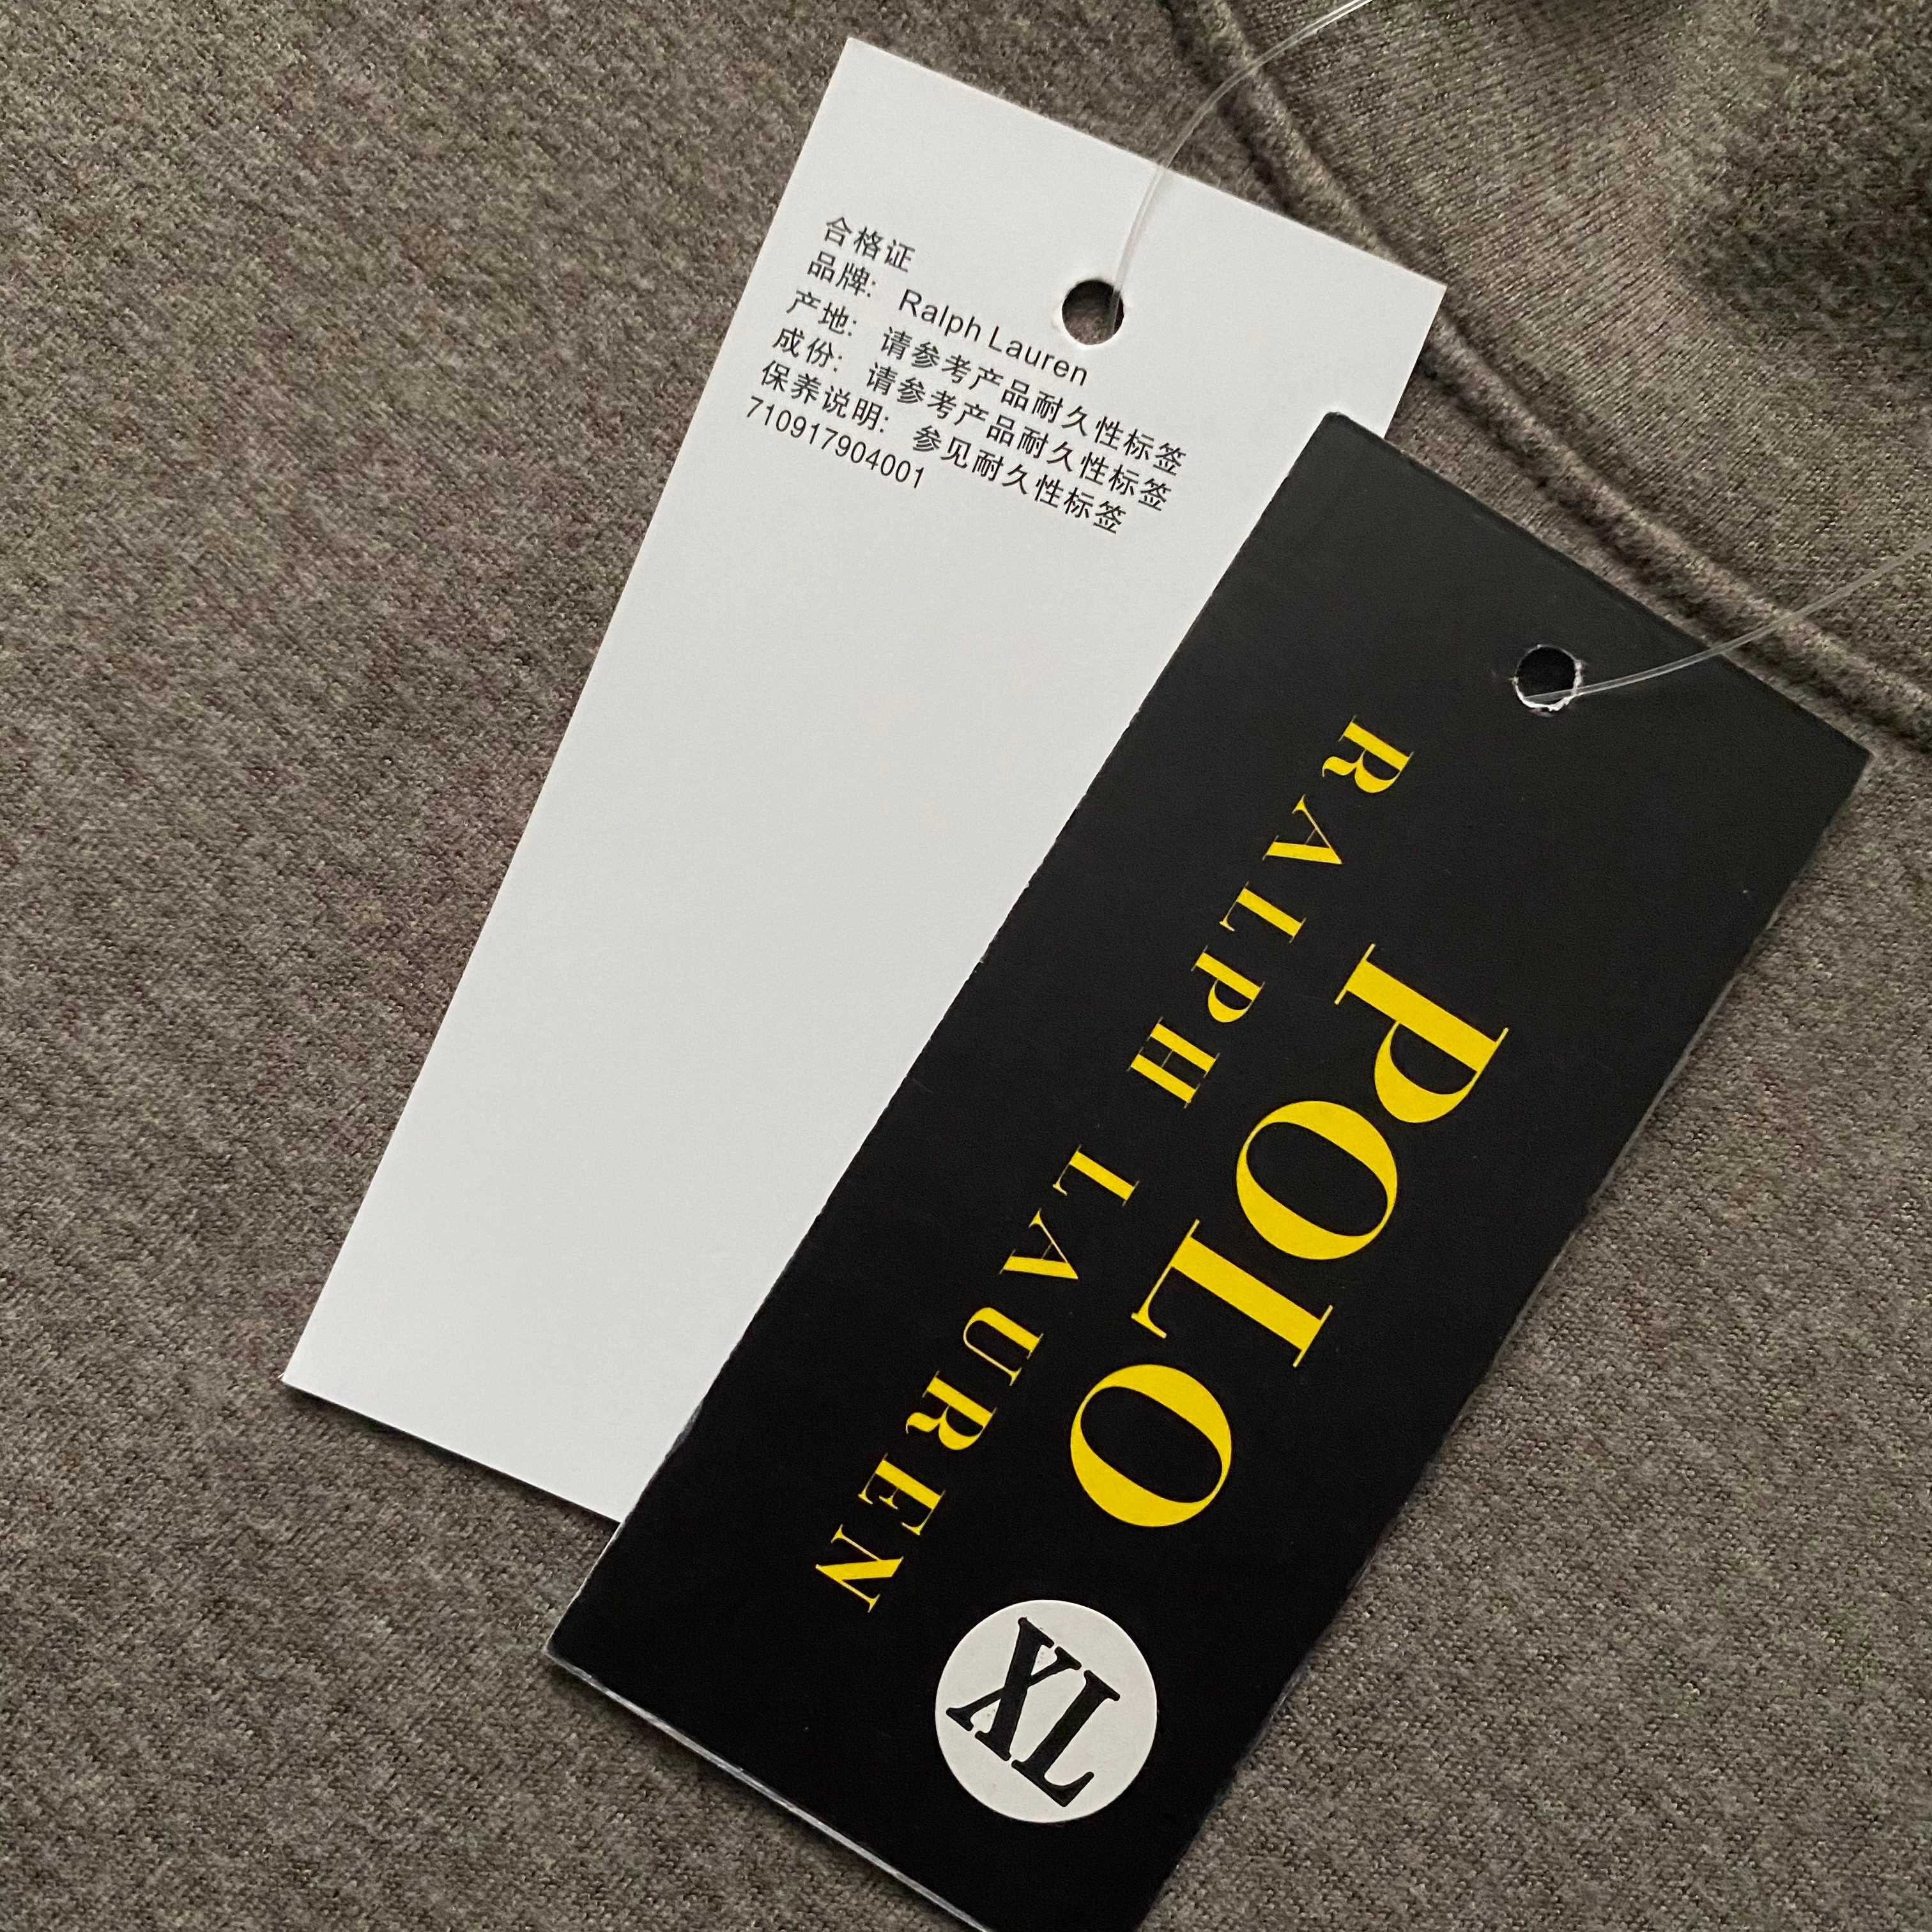 合格证
品牌: Ralph Lauren
产地: 请参考产品耐久性标签
成份: 请参考产品耐久性标签
保养说明: 参见耐久性标签
710917904001
POLO
RALPH LAUREN
XL